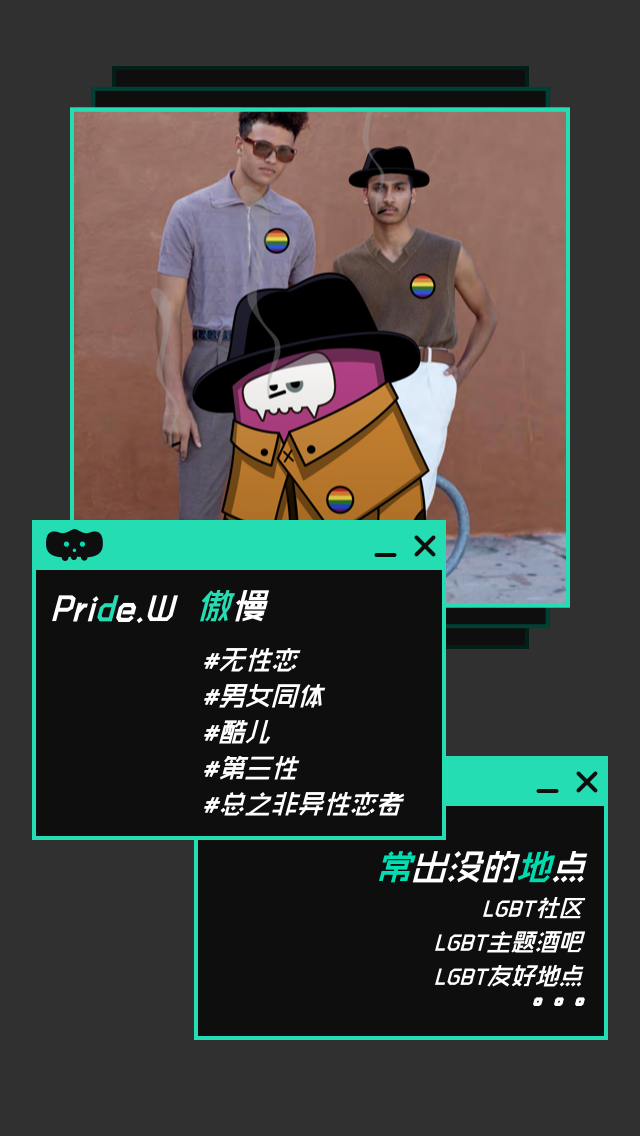 Pride.W 傲慢
#无性恋
#男女同体
#酷儿
#第三性
#总之非异性恋者
常出没的地点
LGBT社区
LGBT主题酒吧
LGBT友好地点
。。。